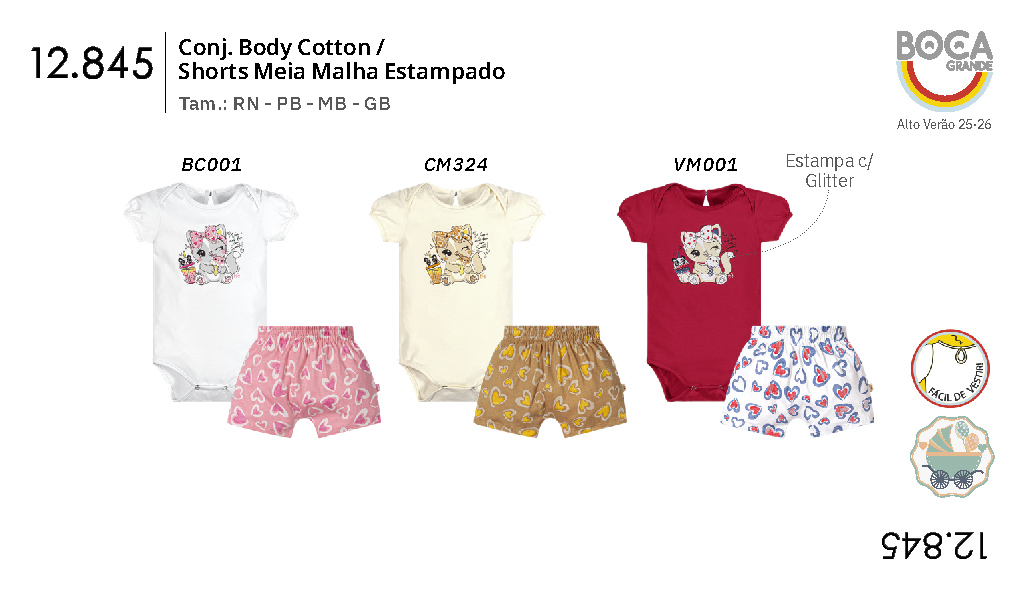 12.845
Conj. Body Cotton /
Shorts Meia Malha Estampado
Tam.: RN - PB - MB - GB
BOCA
GRANDE
Alto Verão 25-26
BC001
CM324
VM001
Estampa c/
Glitter
FÁCIL DE VESTIR!
12.845